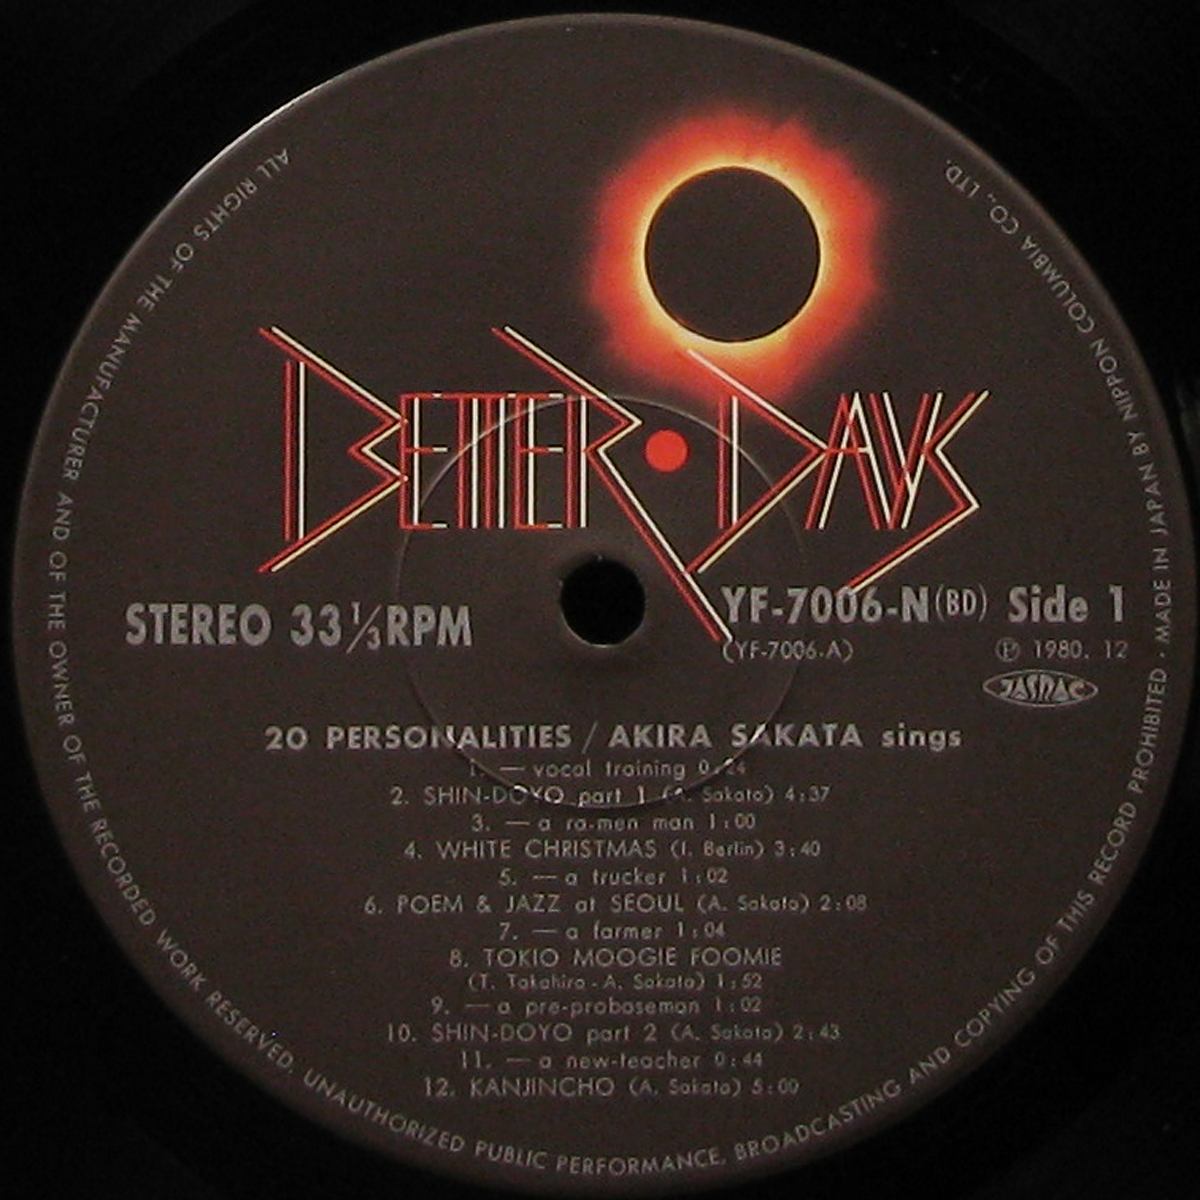 BETTER DAYS
STEREO 33 1/3 RPM
YF-7006-N(BD) Side 1
(YF-7006-A)
Ⓟ 1980. 12
JASRAC
20 PERSONALITIES / AKIRA SAKATA sings
1. — vocal training 0:24
2. SHIN-DOYO part 1 (A. Sakata) 4:37
3. — a ra-men man 1:00
4. WHITE CHRISTMAS (I. Berlin) 3:40
5. — a trucker 1:02
6. POEM & JAZZ at SEOUL (A. Sakata) 2:08
7. — a farmer 1:04
8. TOKIO MOOGIE FOOMIE
(T. Takahira - A. Sakata) 1:52
9. — a pre-probaseman 1:02
10. SHIN-DOYO part 2 (A. Sakata) 2:43
11. — a new-teacher 0:44
12. KANJINCHO (A. Sakata) 5:00
ALL RIGHTS OF THE MANUFACTURER AND OF THE OWNER OF THE RECORDED WORK RESERVED. UNAUTHORIZED PUBLIC PERFORMANCE, BROADCASTING AND COPYING OF THIS RECORD PROHIBITED · MADE IN JAPAN BY NIPPON COLUMBIA CO., LTD.